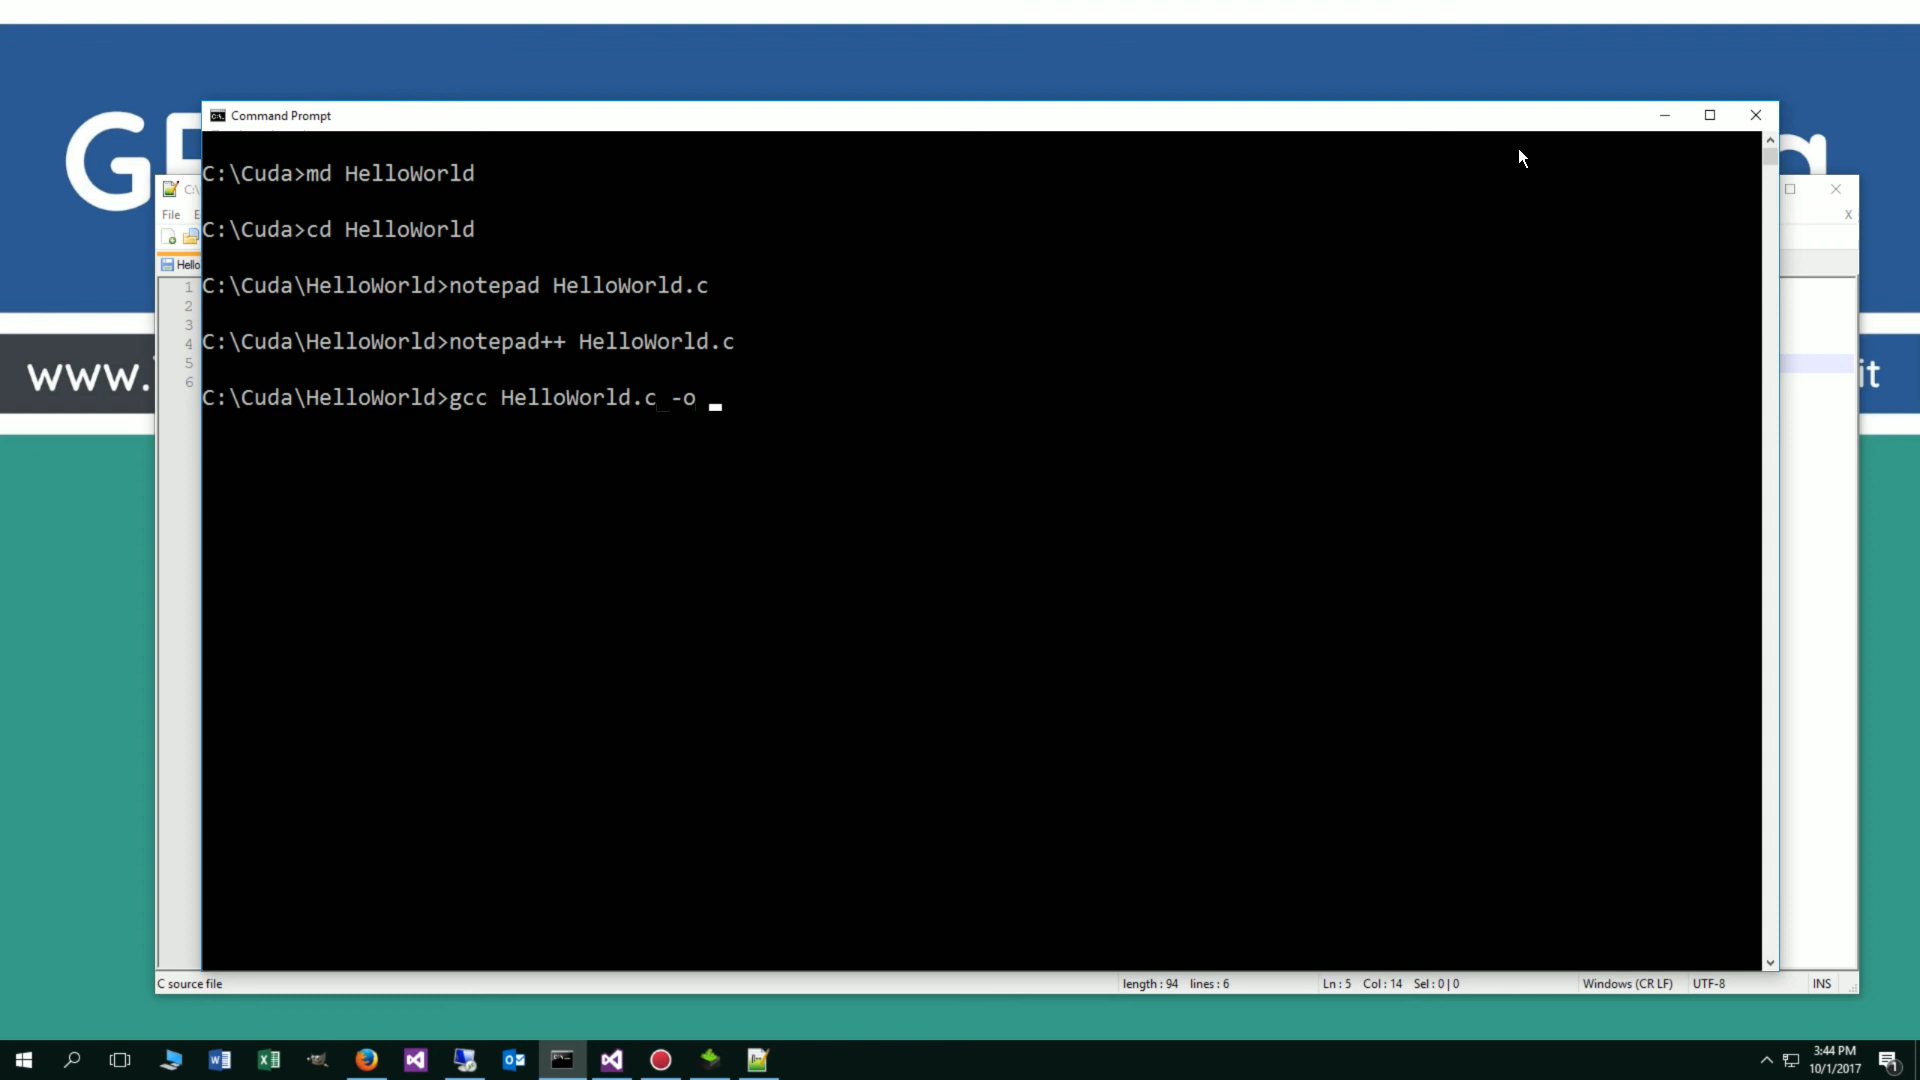 Command Prompt
C:\Cuda>md HelloWorld
C:\Cuda>cd HelloWorld
C:\Cuda\HelloWorld>notepad HelloWorld.c
C:\Cuda\HelloWorld>notepad++ HelloWorld.c
C:\Cuda\HelloWorld>gcc HelloWorld.c -o
C:\
File
Hello
1
2
3
4
5
6
www.
it
C source file
length : 94 lines : 6
Ln : 5 Col : 14 Sel : 0 | 0
Windows (CR LF)
UTF-8
INS
3:44 PM
10/1/2017
1